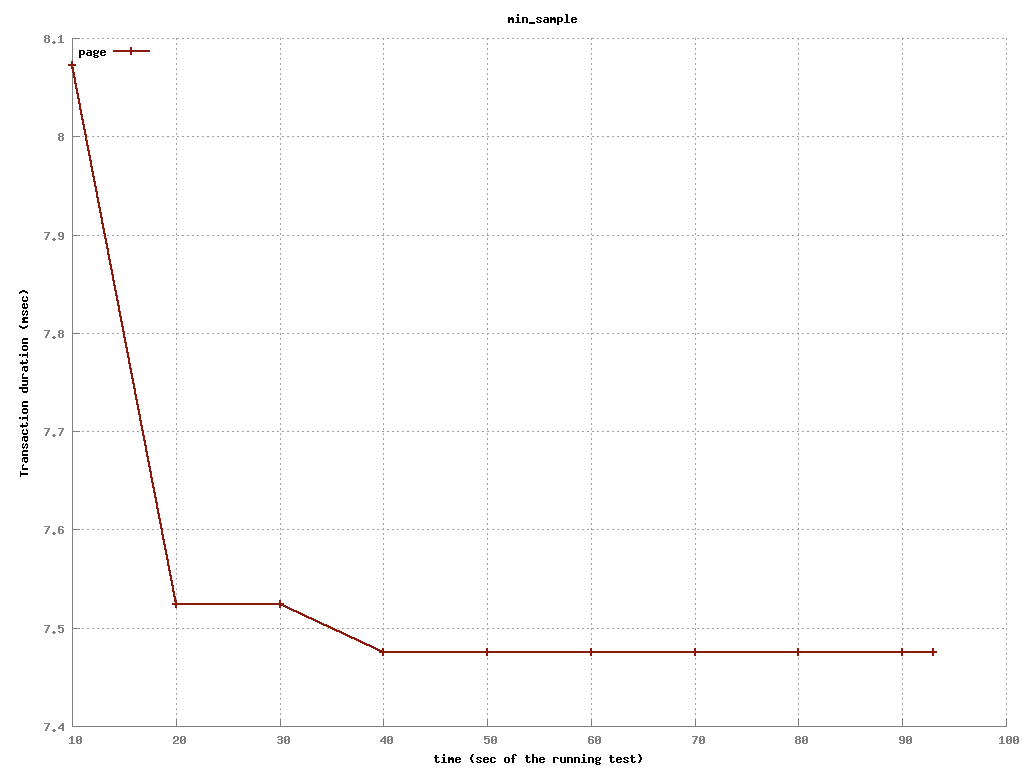 min_sample
8.1
page
8
7.9
7.8
7.7
7.6
7.5
7.4
Transaction duration (msec)
10 20 30 40 50 60 70 80 90 100
time (sec of the running test)